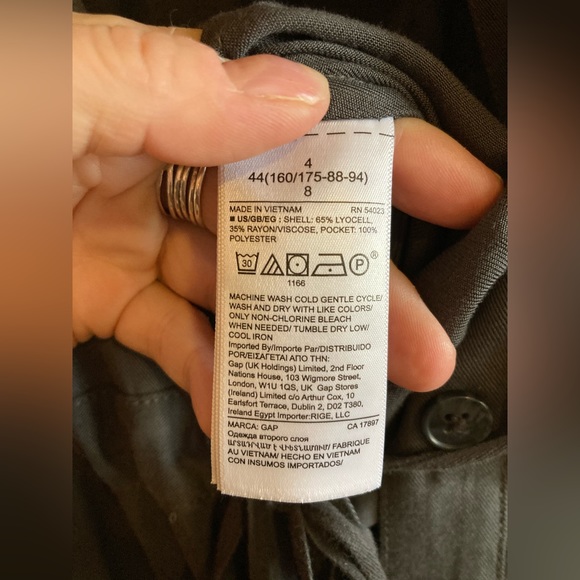 4
44(160/175-88-94)
8
MADE IN VIETNAM RN 54023
■ US/GB/EG : SHELL: 65% LYOCELL,
35% RAYON/VISCOSE, POCKET: 100%
POLYESTER
30 P ®
1166
MACHINE WASH COLD GENTLE CYCLE/
WASH AND DRY WITH LIKE COLORS/
ONLY NON-CHLORINE BLEACH
WHEN NEEDED/ TUMBLE DRY LOW/
COOL IRON
Imported By/Importe Par/DISTRIBUIDO
POR/ΕΙΣΑΓΕΤΑΙ ΑΠΟ ΤΗΝ:
Gap (UK Holdings) Limited, 2nd Floor
Nations House, 103 Wigmore Street,
London, W1U 1QS, UK Gap Stores
(Ireland) Limited c/o Arthur Cox, 10
Earlsfort Terrace, Dublin 2, D02 T380,
Ireland Egypt Importer:RIGE, LLC
MARCA: GAP CA 17897
Одежда второго слоя
ԱՐՏԱԴՐՎԱԾ Է ՎԻԵՏՆԱՄՈՒՄ/ FABRIQUE
AU VIETNAM/ HECHO EN VIETNAM
CON INSUMOS IMPORTADOS/